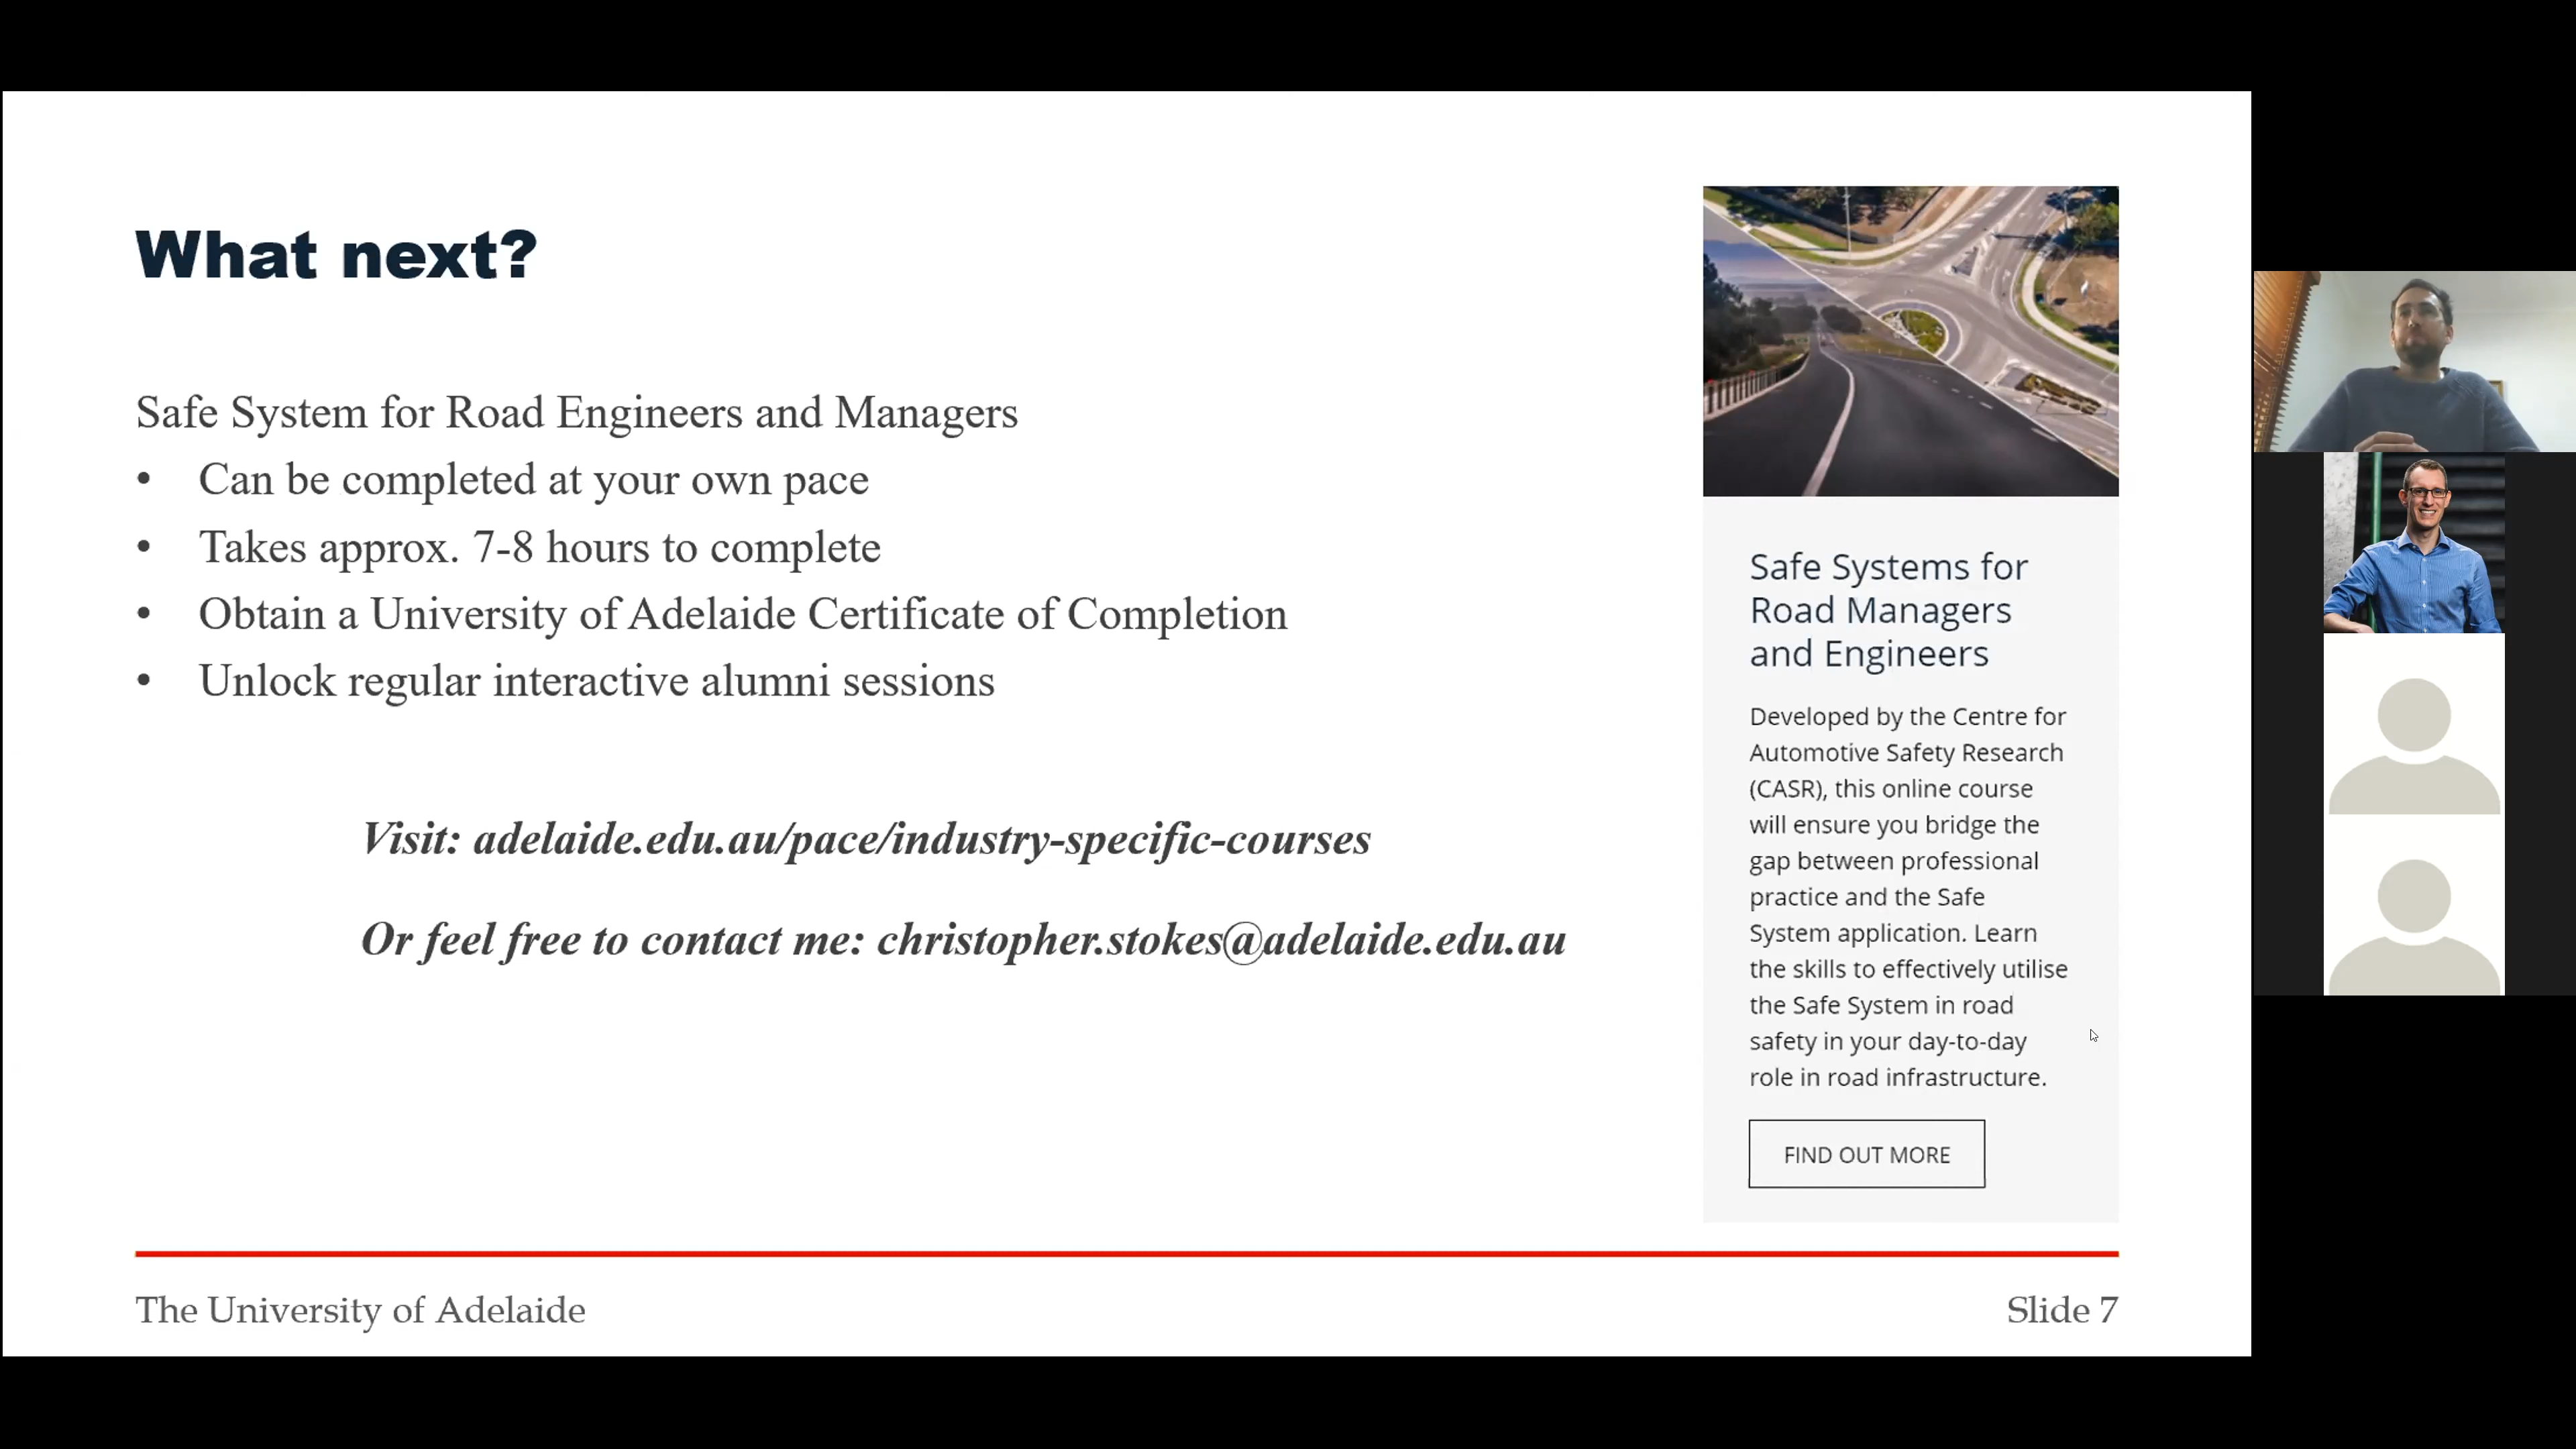 What next?
Safe System for Road Engineers and Managers
• Can be completed at your own pace
• Takes approx. 7-8 hours to complete
• Obtain a University of Adelaide Certificate of Completion
• Unlock regular interactive alumni sessions
Visit: adelaide.edu.au/pace/industry-specific-courses
Or feel free to contact me: christopher.stokes@adelaide.edu.au
Safe Systems for
Road Managers
and Engineers
Developed by the Centre for
Automotive Safety Research
(CASR), this online course
will ensure you bridge the
gap between professional
practice and the Safe
System application. Learn
the skills to effectively utilise
the Safe System in road
safety in your day-to-day
role in road infrastructure.
FIND OUT MORE
The University of Adelaide
Slide 7